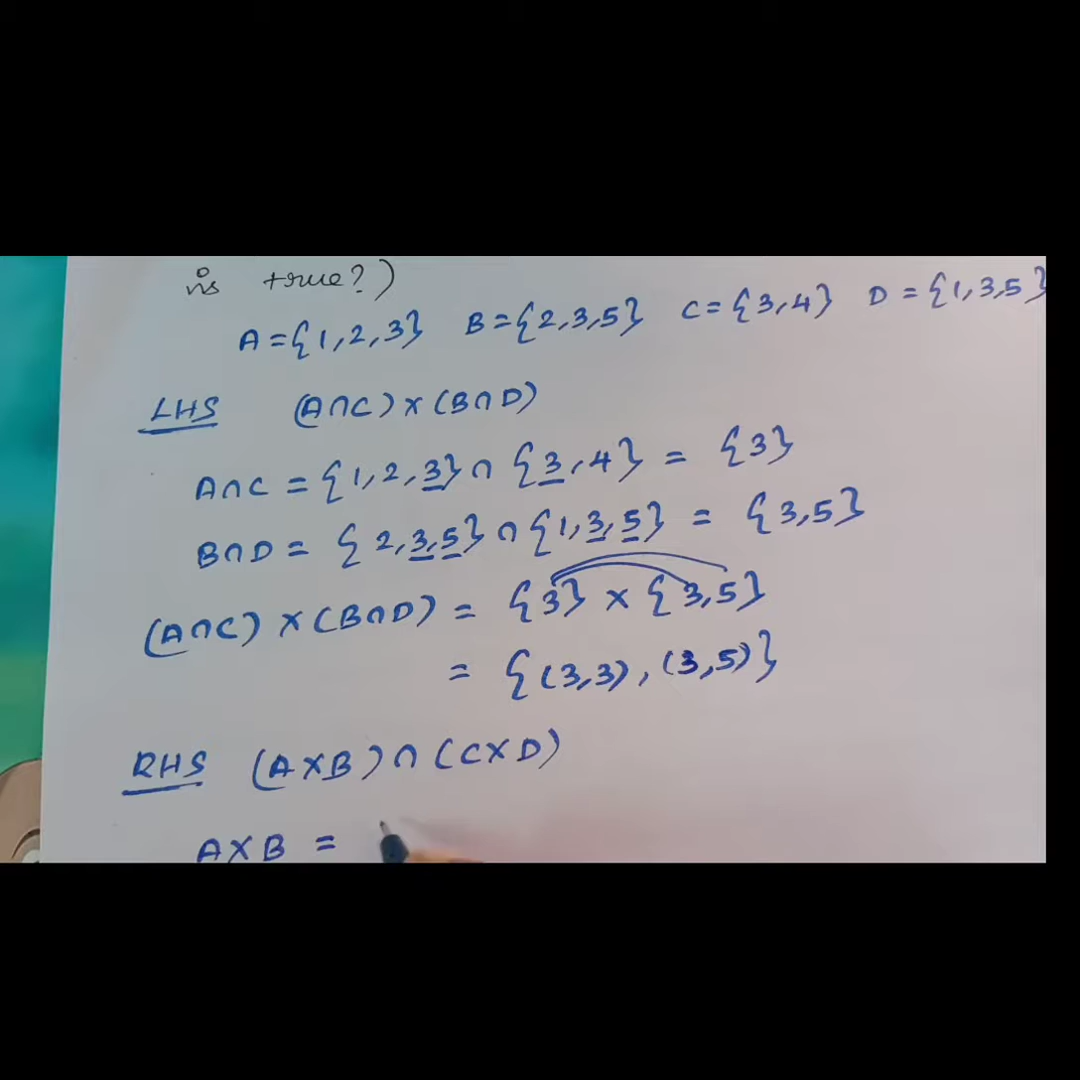 is true?)
A={1,2,3} B={2,3,5} C={3,4} D={1,3,5}
LHS (A∩C)×(B∩D)
A∩C = {1,2,3}∩{3,4} = {3}
B∩D = {2,3,5}∩{1,3,5} = {3,5}
(A∩C)×(B∩D) = {3}×{3,5}
= {(3,3),(3,5)}
RHS (A×B)∩(C×D)
A×B =